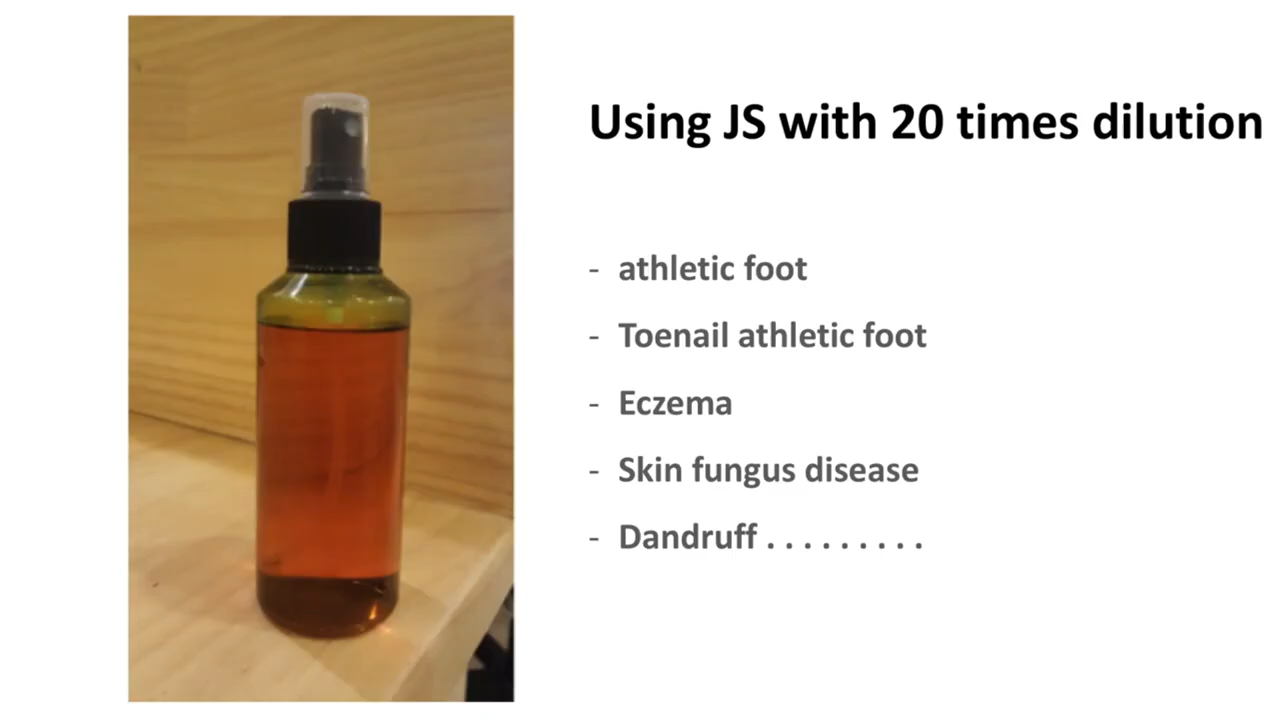 Using JS with 20 times dilution
- athletic foot
- Toenail athletic foot
- Eczema
- Skin fungus disease
- Dandruff . . . . . . . . .